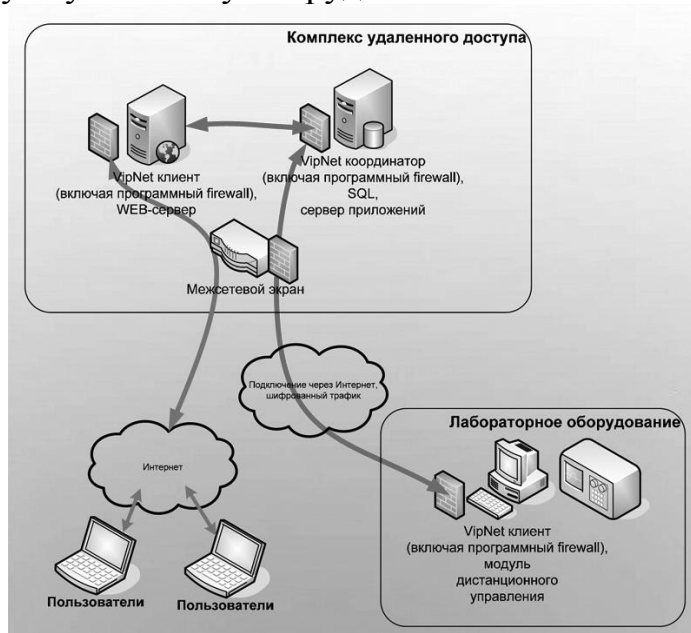 Комплекс удаленного доступа
VipNet клиент
(включая программный firewall),
WEB-сервер
VipNet координатор
(включая программный firewall),
SQL,
сервер приложений
Межсетевой экран
Подключение через Интернет,
шифрованный трафик
Интернет
Лабораторное оборудование
VipNet клиент
(включая программный firewall),
модуль
дистанционного
управления
Пользователи
Пользователи